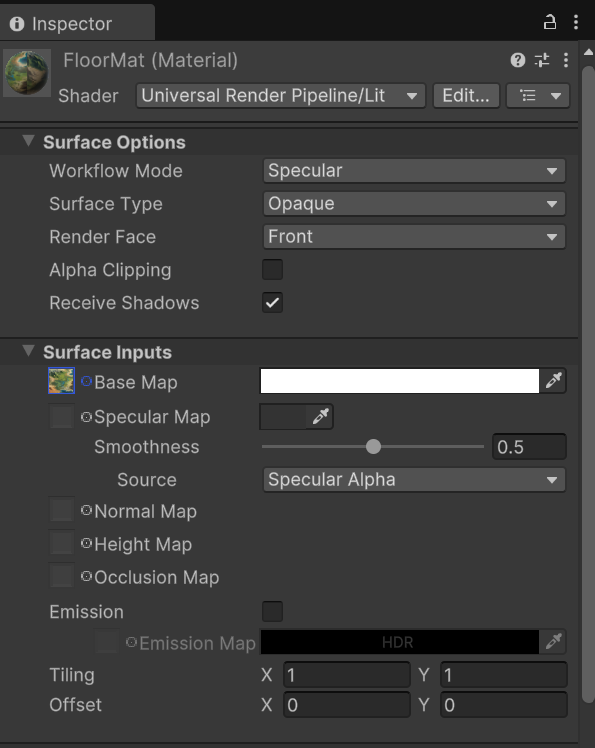 Inspector
FloorMat (Material)
Shader Universal Render Pipeline/Lit Edit...
Surface Options
Workflow Mode Specular
Surface Type Opaque
Render Face Front
Alpha Clipping
Receive Shadows
Surface Inputs
Base Map
Specular Map
Smoothness 0.5
Source Specular Alpha
Normal Map
Height Map
Occlusion Map
Emission
Emission Map HDR
Tiling X 1 Y 1
Offset X 0 Y 0